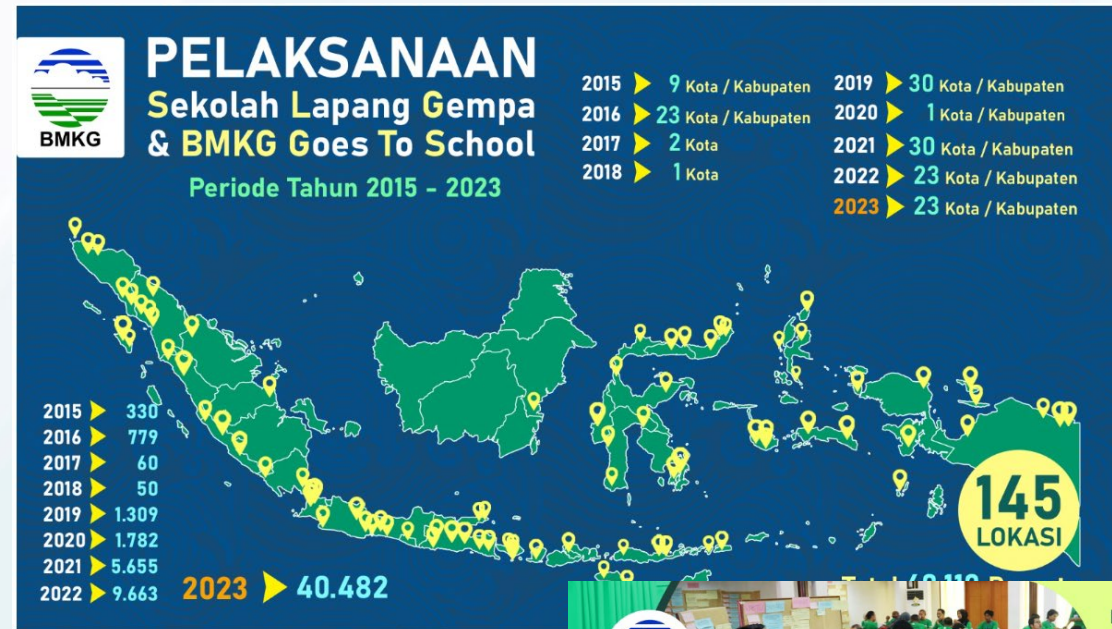 BMKG
PELAKSANAAN
Sekolah Lapang Gempa
& BMKG Goes To School
Periode Tahun 2015 - 2023
2015 9 Kota / Kabupaten
2016 23 Kota / Kabupaten
2017 2 Kota
2018 1 Kota
2019 30 Kota / Kabupaten
2020 1 Kota / Kabupaten
2021 30 Kota / Kabupaten
2022 23 Kota / Kabupaten
2023 23 Kota / Kabupaten
2015 330
2016 779
2017 60
2018 50
2019 1.309
2020 1.782
2021 5.655
2022 9.663
2023 40.482
145
LOKASI